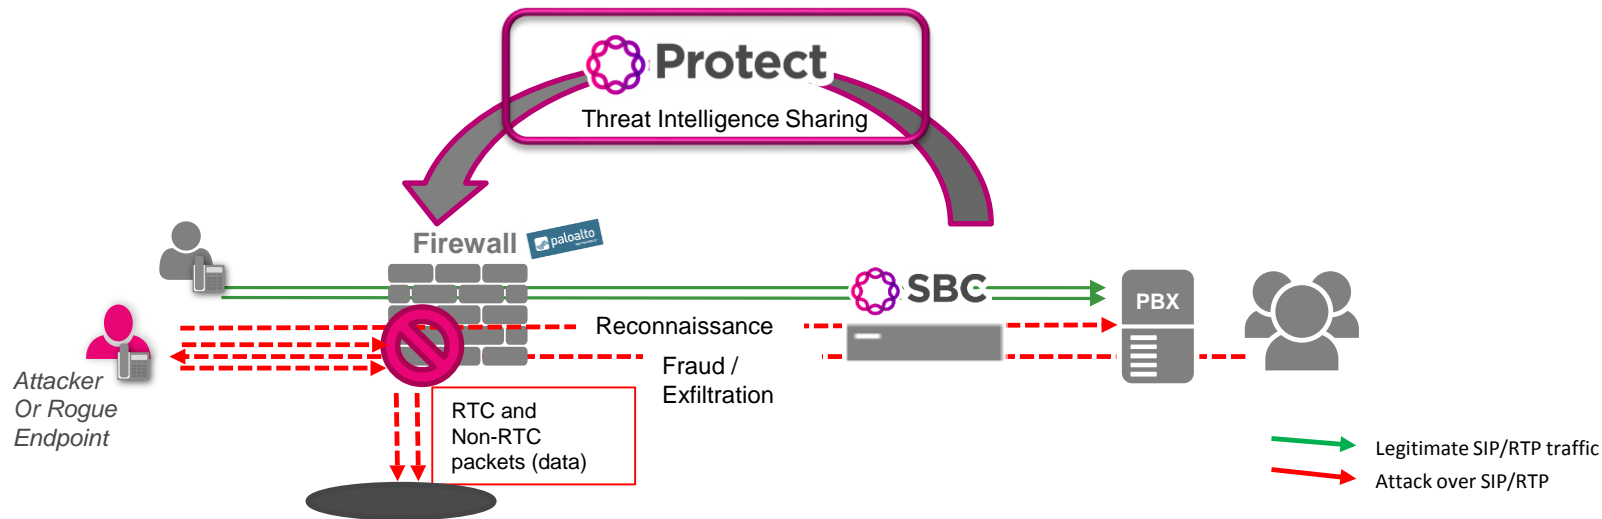 Protect
Threat Intelligence Sharing
Firewall
paloalto
SBC
PBX
Reconnaissance
Fraud /
Exfiltration
Attacker
Or Rogue
Endpoint
RTC and
Non-RTC
packets (data)
Legitimate SIP/RTP traffic
Attack over SIP/RTP